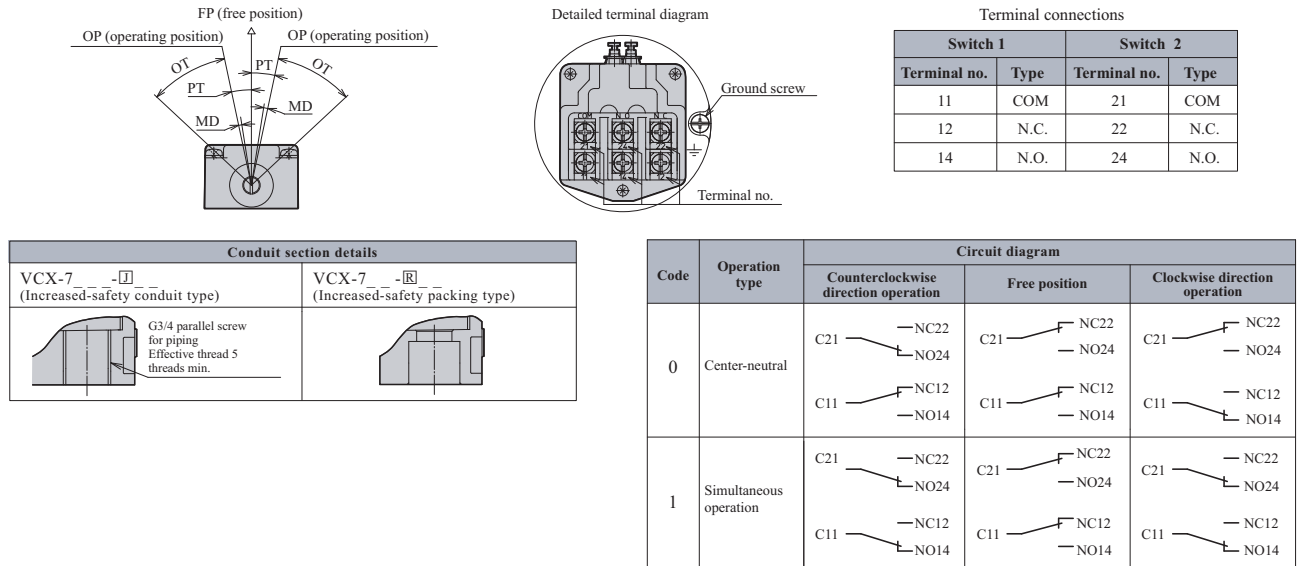 FP (free position)
OP (operating position)
OP (operating position)
OT
PT
OT
PT
MD
MD
Detailed terminal diagram
Ground screw
Terminal no.
Terminal connections
Switch 1 Switch 2
Terminal no. Type Terminal no. Type
11 COM 21 COM
12 N.C. 22 N.C.
14 N.O. 24 N.O.
Conduit section details
VCX-7_ _ _-J_ _
(Increased-safety conduit type)
VCX-7_ _ -R_ _
(Increased-safety packing type)
G3/4 parallel screw
for piping
Effective thread 5
threads min.
Code
Operation
type
Circuit diagram
Counterclockwise
direction operation
Free position
Clockwise direction
operation
0
Center-neutral
C21 NC22
NO24
C11 NC12
NO14
C21 NC22
NO24
C11 NC12
NO14
C21 NC22
NO24
C11 NC12
NO14
1
Simultaneous
operation
C21 NC22
NO24
C11 NC12
NO14
C21 NC22
NO24
C11 NC12
NO14
C21 NC22
NO24
C11 NC12
NO14